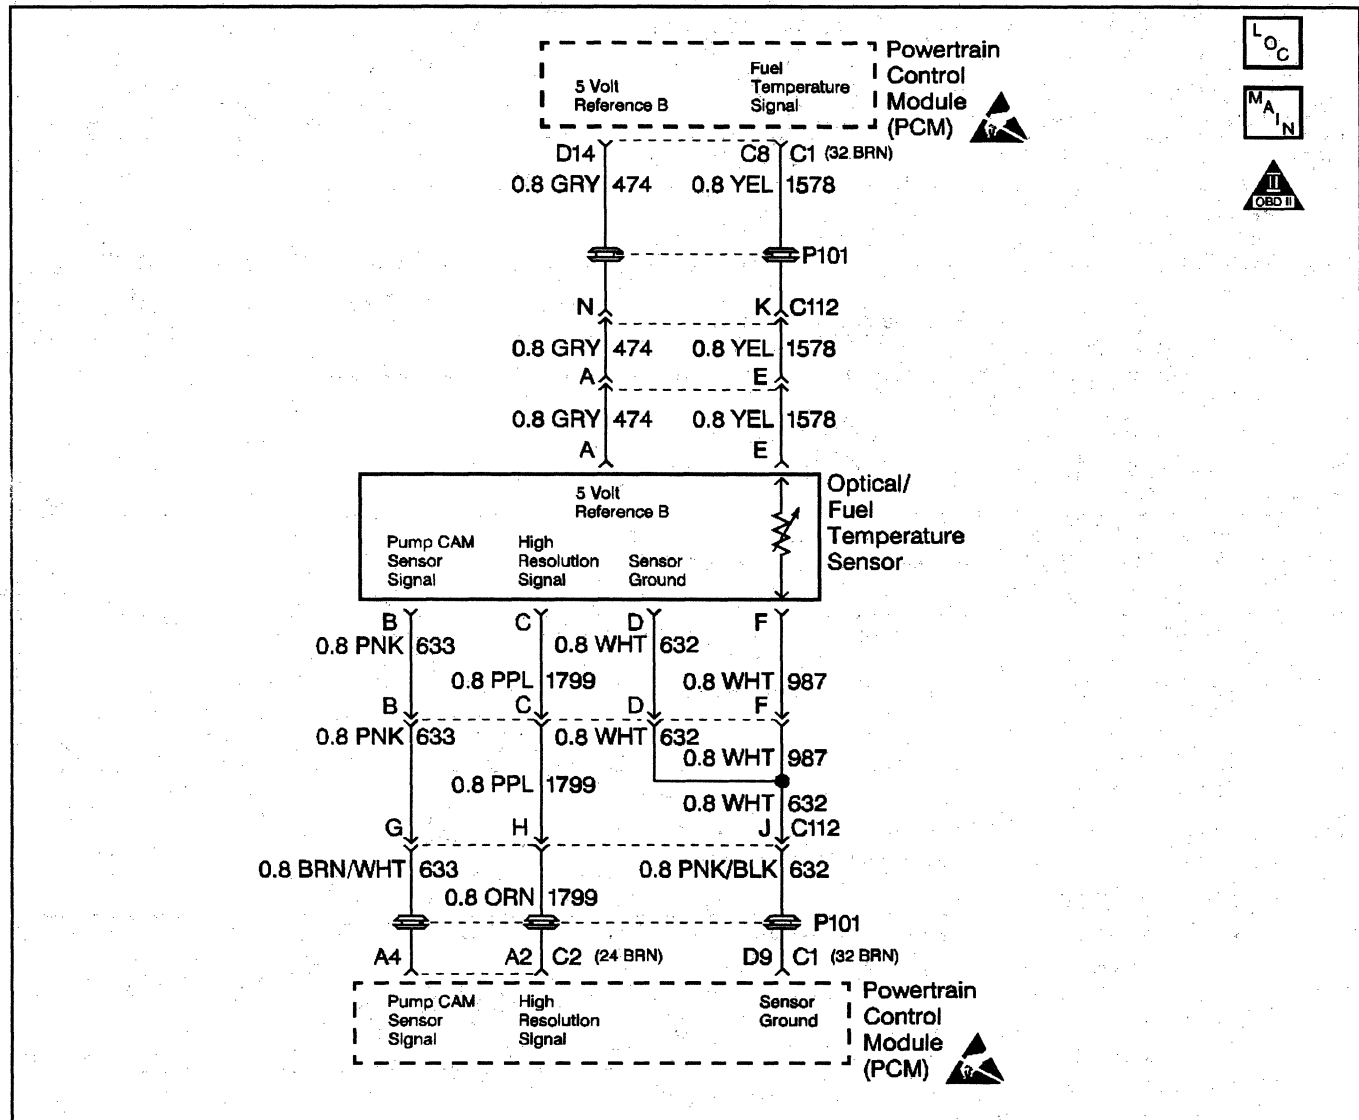 Powertrain
Control
Module
(PCM)
L O C
M A I N
II
OBD II
5 Volt
Reference B
Fuel
Temperature
Signal
D14 C8 C1 (32 BRN)
0.8 GRY 474 0.8 YEL 1578
P101
N K C112
0.8 GRY 474 0.8 YEL 1578
A E
0.8 GRY 474 0.8 YEL 1578
A E
5 Volt
Reference B
Pump CAM
Sensor
Signal
High
Resolution
Signal
Sensor
Ground
Optical/
Fuel
Temperature
Sensor
B C D F
0.8 PNK 633 0.8 WHT 632
0.8 PPL 1799 0.8 WHT 987
B C D F
0.8 PNK 633 0.8 WHT 632
0.8 WHT 987
0.8 PPL 1799
0.8 WHT 632
G H J C112
0.8 BRN/WHT 633 0.8 PNK/BLK 632
0.8 ORN 1799
P101
A4 A2 C2 (24 BRN) D9 C1 (32 BRN)
Pump CAM
Sensor
Signal
High
Resolution
Signal
Sensor
Ground
Powertrain
Control
Module
(PCM)